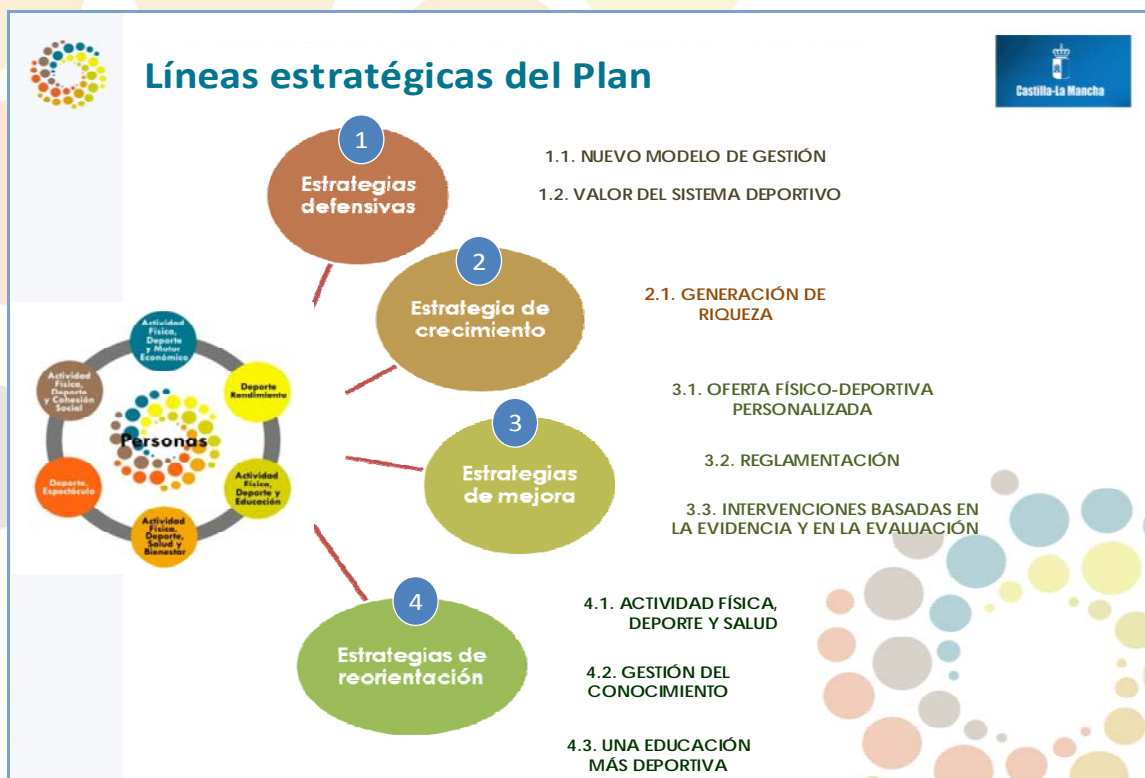 Líneas estratégicas del Plan
Castilla-La Mancha
1
Estrategias
defensivas
1.1. NUEVO MODELO DE GESTIÓN
1.2. VALOR DEL SISTEMA DEPORTIVO
2
Estrategia de
crecimiento
2.1. GENERACIÓN DE
RIQUEZA
3
Estrategias
de mejora
3.1. OFERTA FÍSICO-DEPORTIVA
PERSONALIZADA
3.2. REGLAMENTACIÓN
3.3. INTERVENCIONES BASADAS EN
LA EVIDENCIA Y EN LA EVALUACIÓN
4
Estrategias de
reorientación
4.1. ACTIVIDAD FÍSICA,
DEPORTE Y SALUD
4.2. GESTIÓN DEL
CONOCIMIENTO
4.3. UNA EDUCACIÓN
MÁS DEPORTIVA
Actividad
Física,
Deporte
y Motor
Económico
Deporte
Rendimiento
Actividad
Física,
Deporte y
Educación
Actividad
Física,
Deporte,
Salud y
Bienestar
Deporte,
Espectáculo
Actividad
Física, Deporte
y Cohesión
Social
Personas